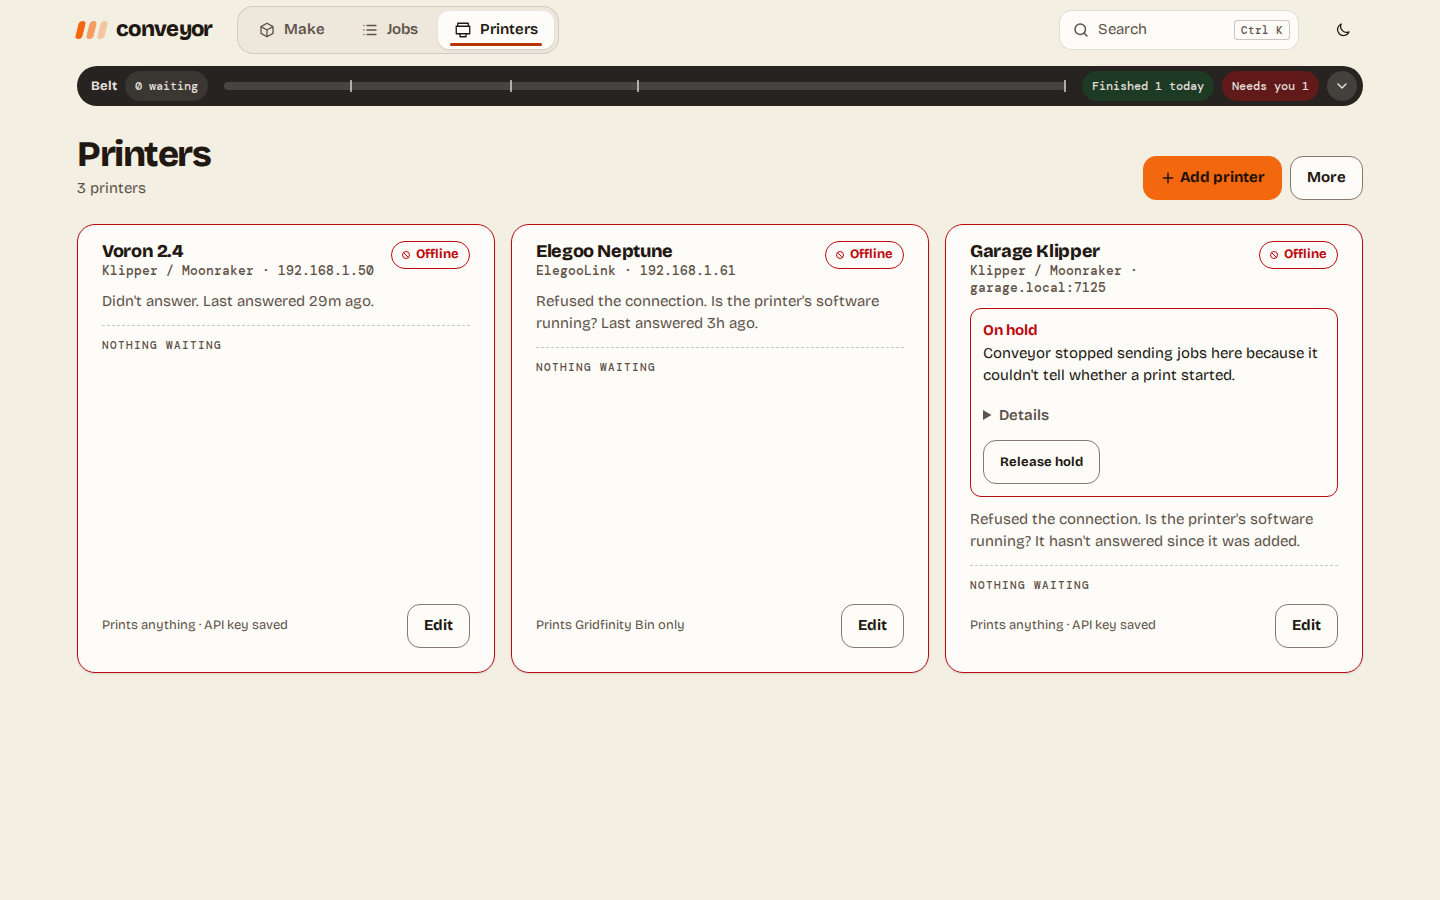 conveyor
Make
Jobs
Printers
Search
Ctrl K
Belt
0 waiting
Finished 1 today
Needs you 1
Printers
3 printers
+ Add printer
More
Voron 2.4
Offline
Klipper / Moonraker · 192.168.1.50
Didn't answer. Last answered 29m ago.
NOTHING WAITING
Prints anything · API key saved
Edit
Elegoo Neptune
Offline
ElegooLink · 192.168.1.61
Refused the connection. Is the printer's software
running? Last answered 3h ago.
NOTHING WAITING
Prints Gridfinity Bin only
Edit
Garage Klipper
Offline
Klipper / Moonraker ·
garage.local:7125
On hold
Conveyor stopped sending jobs here because it
couldn't tell whether a print started.
Details
Release hold
Refused the connection. Is the printer's software
running? It hasn't answered since it was added.
NOTHING WAITING
Prints anything · API key saved
Edit